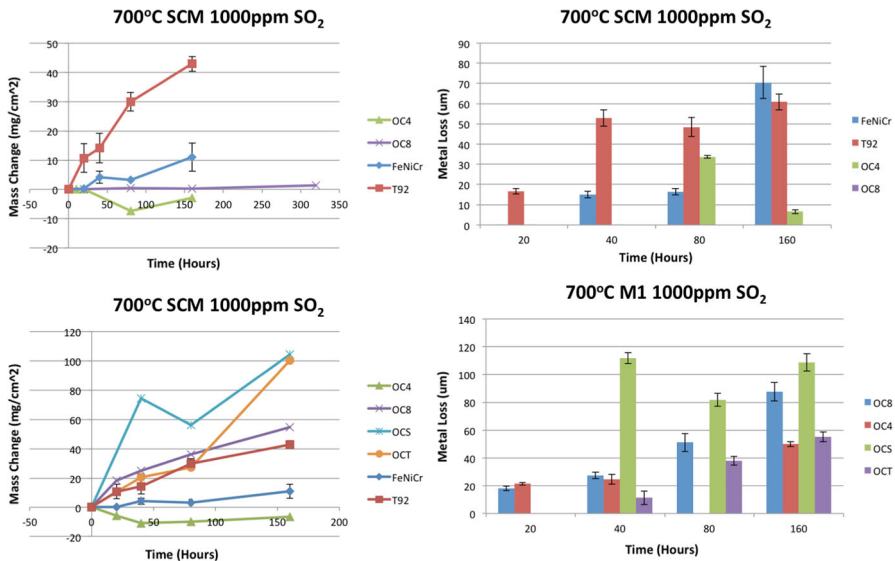 700°C SCM 1000ppm SO2
Mass Change (mg/cm^2)
50
40
30
20
10
0
-10
-20
-50
0
50
100
150
200
250
300
350
Time (Hours)
OC4
OC8
FeNiCr
T92
700°C SCM 1000ppm SO2
Metal Loss (um)
90
80
70
60
50
40
30
20
10
0
20
40
80
160
Time (Hours)
FeNiCr
T92
OC4
OC8
700°C SCM 1000ppm SO2
Mass Change (mg/cm^2)
120
100
80
60
40
20
0
-20
-50
0
50
100
150
200
Time (Hours)
OC4
OC8
OCS
OCT
FeNiCr
T92
700°C M1 1000ppm SO2
Metal Loss (um)
140
120
100
80
60
40
20
0
20
40
80
160
Time (Hours)
OC8
OC4
OCS
OCT